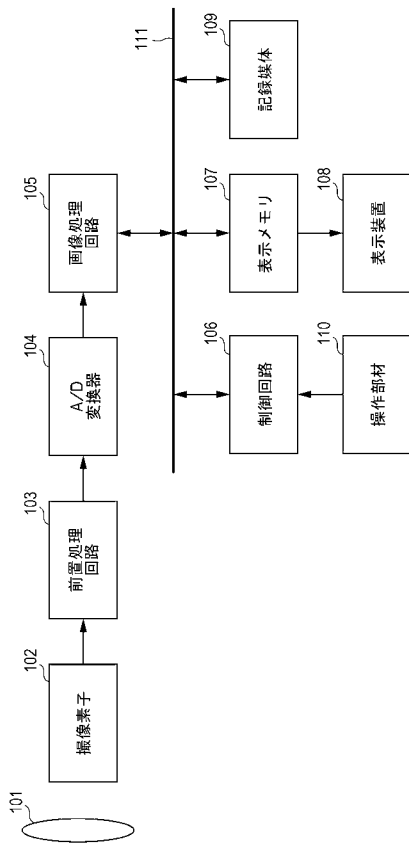 101
102
撮像素子
103
前置処理
回路
104
A/D
変換器
105
画像処理
回路
111
106
制御回路
107
表示メモリ
109
記録媒体
110
操作部材
108
表示装置